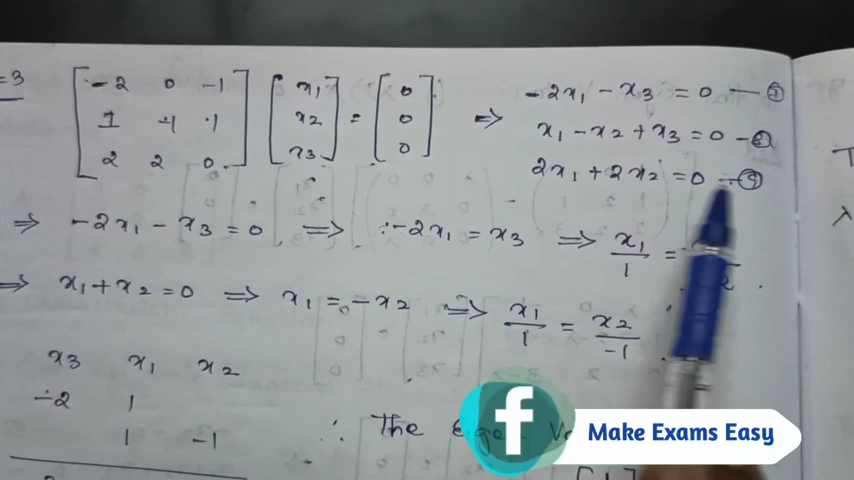 =3 [-2 0 -1 1 -1 1 2 2 0] [x1 x2 x3] = [0 0 0] ⇒ -2x1 - x3 = 0 — ①
x1 - x2 + x3 = 0 — ②
2x1 + 2x2 = 0 —
⇒ -2x1 - x3 = 0 ⇒ -2x1 = x3 ⇒ x1/1 =
⇒ x1 + x2 = 0 ⇒ x1 = -x2 ⇒ x1/1 = x2/-1
x3 x1 x2
-2 1
1 -1
∴ The Eigen
Make Exams Easy